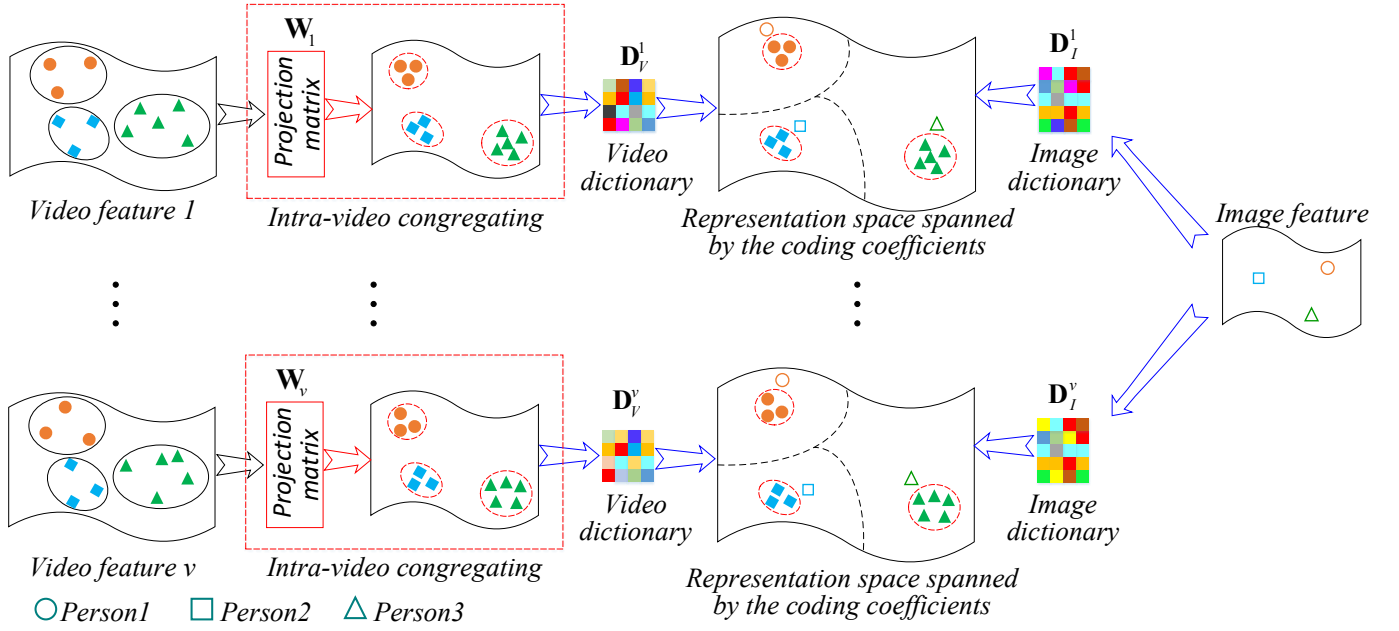 W_1
Projection
matrix
D_V^1
D_I^1
Video feature 1
Intra-video congregating
Video
dictionary
Representation space spanned
by the coding coefficients
Image
dictionary
Image feature
W_v
Projection
matrix
D_V^v
D_I^v
Video feature v
Intra-video congregating
Video
dictionary
Representation space spanned
by the coding coefficients
Image
dictionary
Person1 Person2 Person3